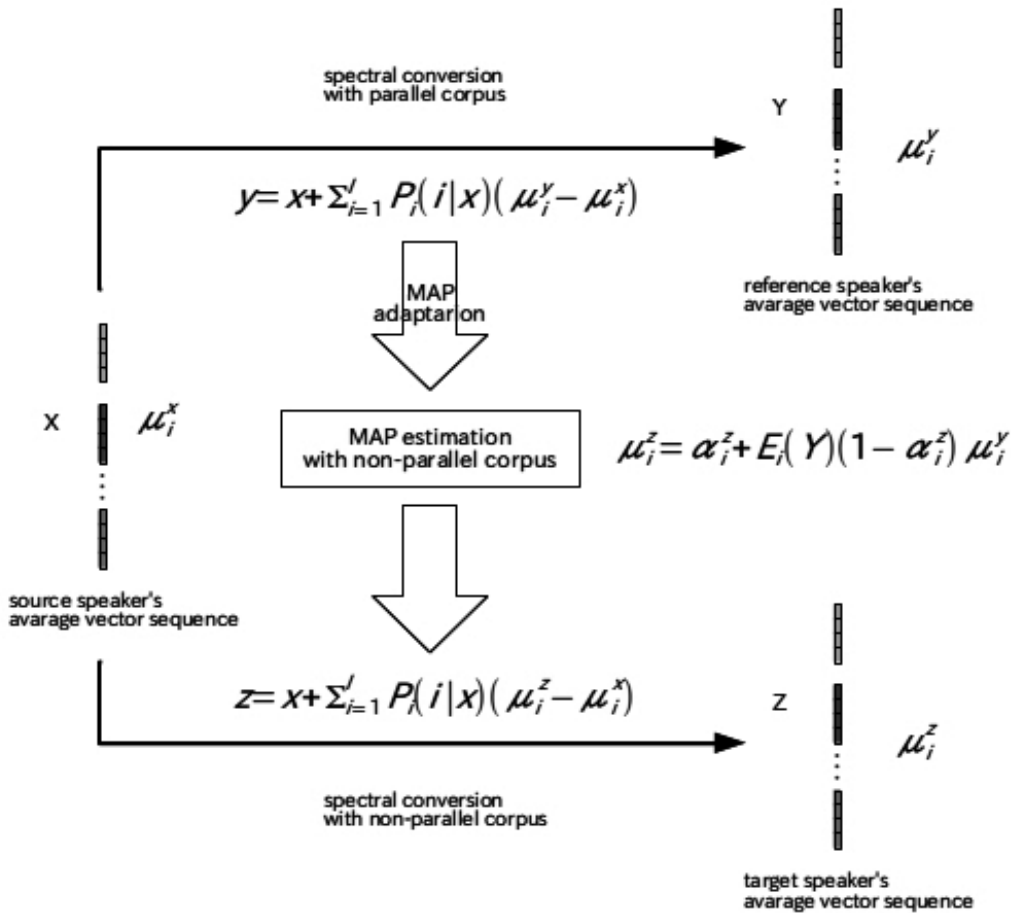 spectral conversion
with parallel corpus
Y
μ_i^y
y= x+ Σ_{i=1}^I P_i(i|x)(μ_i^y− μ_i^x)
reference speaker's
avarage vector sequence
MAP
adaptarion
X
μ_i^x
MAP estimation
with non-parallel corpus
μ_i^z= α_i^z+ E_i(Y)(1− α_i^z) μ_i^y
source speaker's
avarage vector sequence
z= x+ Σ_{i=1}^I P_i(i|x)(μ_i^z− μ_i^x)
Z
μ_i^z
spectral conversion
with non-parallel corpus
target speaker's
avarage vector sequence